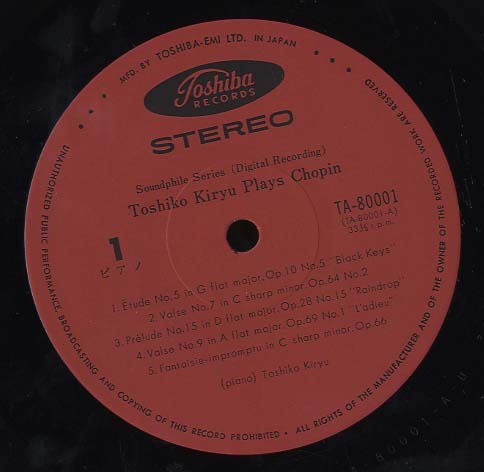 MFD. BY TOSHIBA-EMI LTD. IN JAPAN
Toshiba
RECORDS
STEREO
Soundphile Series (Digital Recording)
Toshiko Kiryu Plays Chopin
TA-80001
(TA-80001-A)
33⅓ r.p.m.
1
ピアノ
1. Étude No.5 in G flat major, Op.10 No.5 "Black Keys"
2. Valse No.7 in C sharp minor, Op.64 No.2
3. Prélude No.15 in D flat major, Op.28 No.15 "Raindrop"
4. Valse No.9 in A flat major, Op.69 No.1 "L'adieu"
5. Fantaisie-impromptu in C sharp minor, Op.66
(piano) Toshiko Kiryu
UNAUTHORIZED PUBLIC PERFORMANCE, BROADCASTING AND COPYING OF THIS RECORD PROHIBITED • ALL RIGHTS OF THE MANUFACTURER AND OF THE OWNER OF THE RECORDED WORK ARE RESERVED